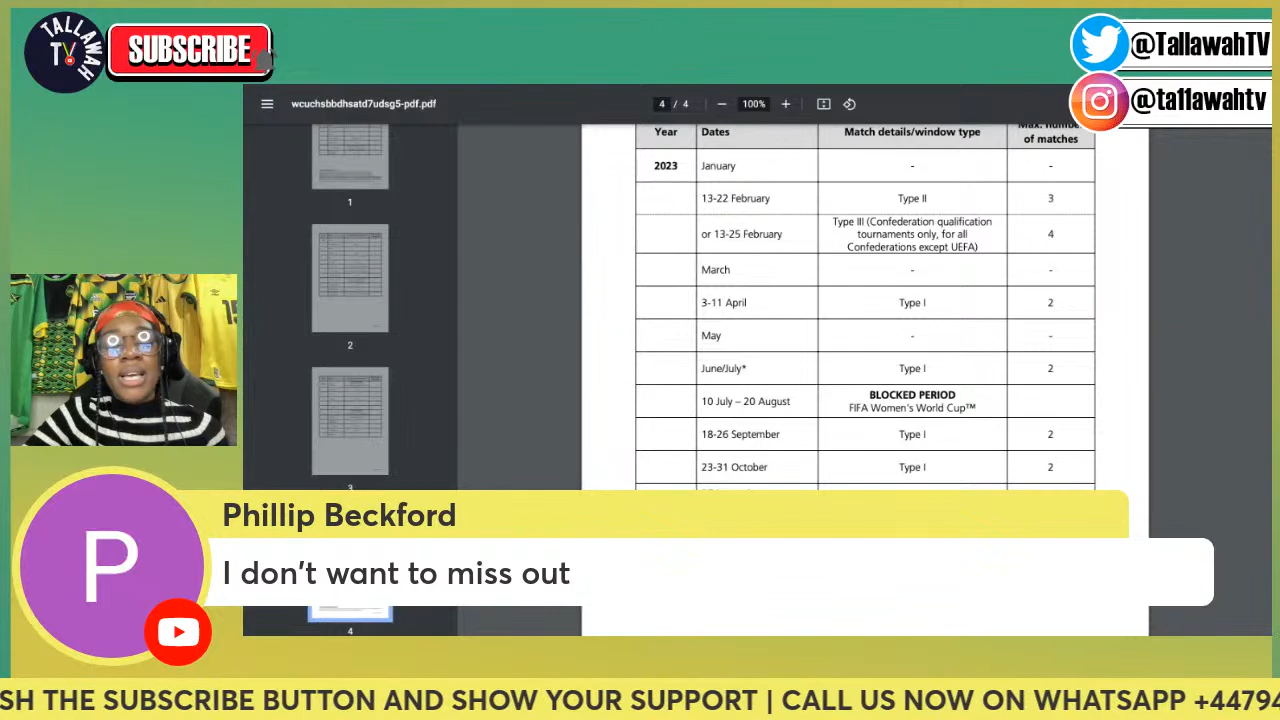 TALLAWAH
TV
SUBSCRIBE
@TallawahTV
@ta11awahtv
wcuchsbbdhsatd7udsg5-pdf.pdf
4 / 4
100%
1
2
3
4
Year Dates Match details/window type Max. number
of matches
2023 January - -
13-22 February Type II 3
or 13-25 February Type III (Confederation qualification
tournaments only, for all
Confederations except UEFA) 4
March - -
3-11 April Type I 2
May - -
June/July* Type I 2
10 July – 20 August BLOCKED PERIOD
FIFA Women's World Cup™
18-26 September Type I 2
23-31 October Type I 2
15
P
Phillip Beckford
I don't want to miss out
SH THE SUBSCRIBE BUTTON AND SHOW YOUR SUPPORT | CALL US NOW ON WHATSAPP +44794